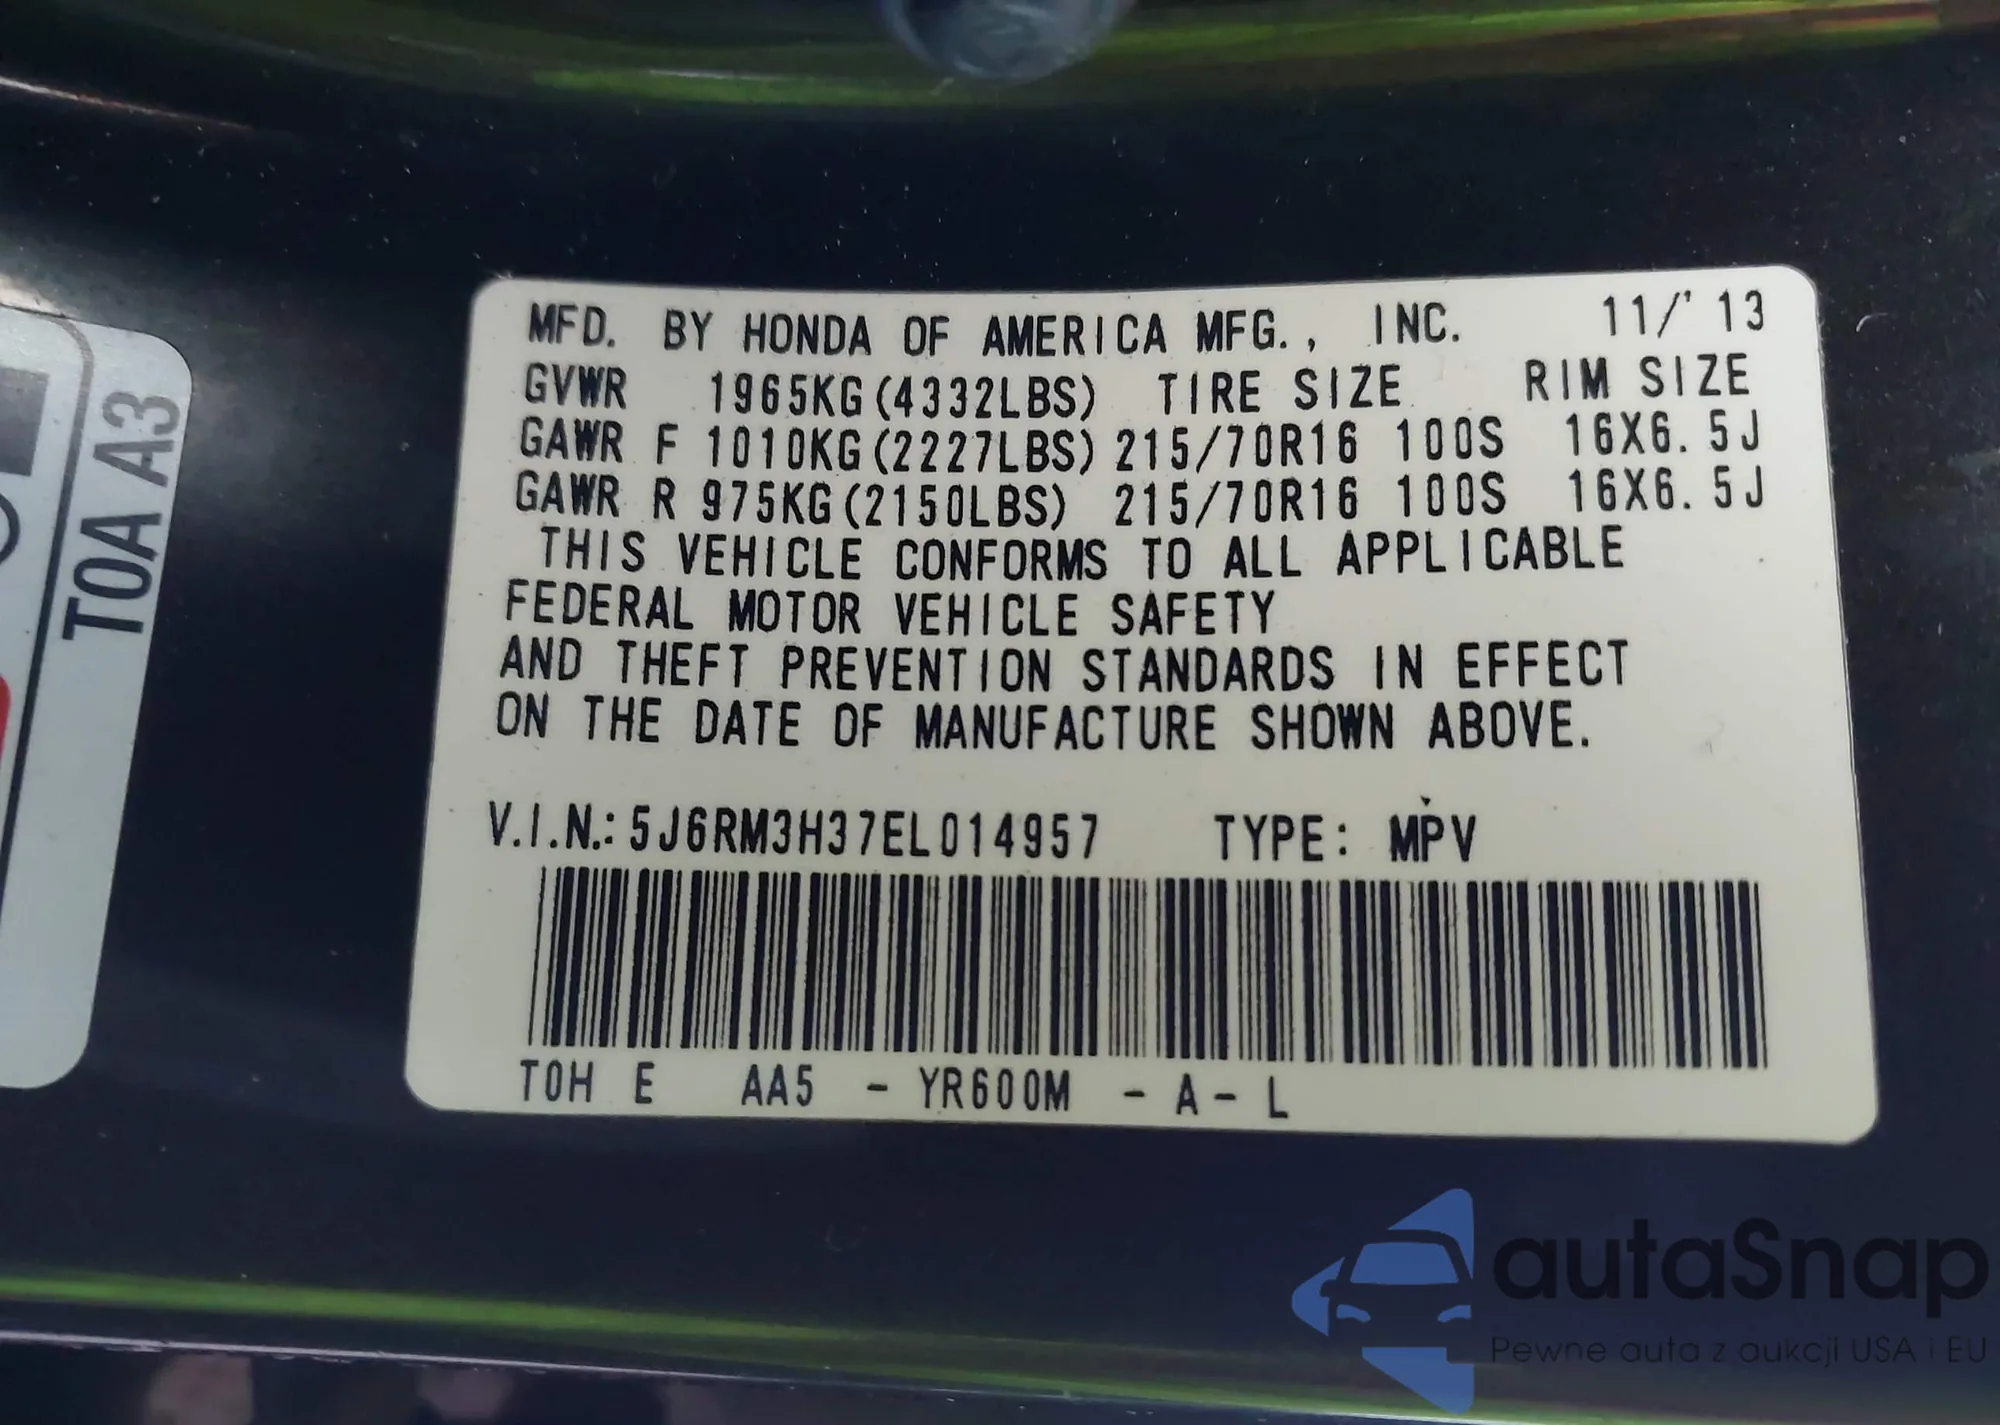 MFD. BY HONDA OF AMERICA MFG., INC. 11/'13
GVWR 1965KG(4332LBS) TIRE SIZE RIM SIZE
GAWR F 1010KG(2227LBS) 215/70R16 100S 16X6.5J
GAWR R 975KG(2150LBS) 215/70R16 100S 16X6.5J
THIS VEHICLE CONFORMS TO ALL APPLICABLE
FEDERAL MOTOR VEHICLE SAFETY
AND THEFT PREVENTION STANDARDS IN EFFECT
ON THE DATE OF MANUFACTURE SHOWN ABOVE.
V.I.N.: 5J6RM3H37EL014957 TYPE: MPV
T0H E AA5 - YR600M - A - L
T0A A3
autaSnap
Pewne auta z aukcji USA i EU